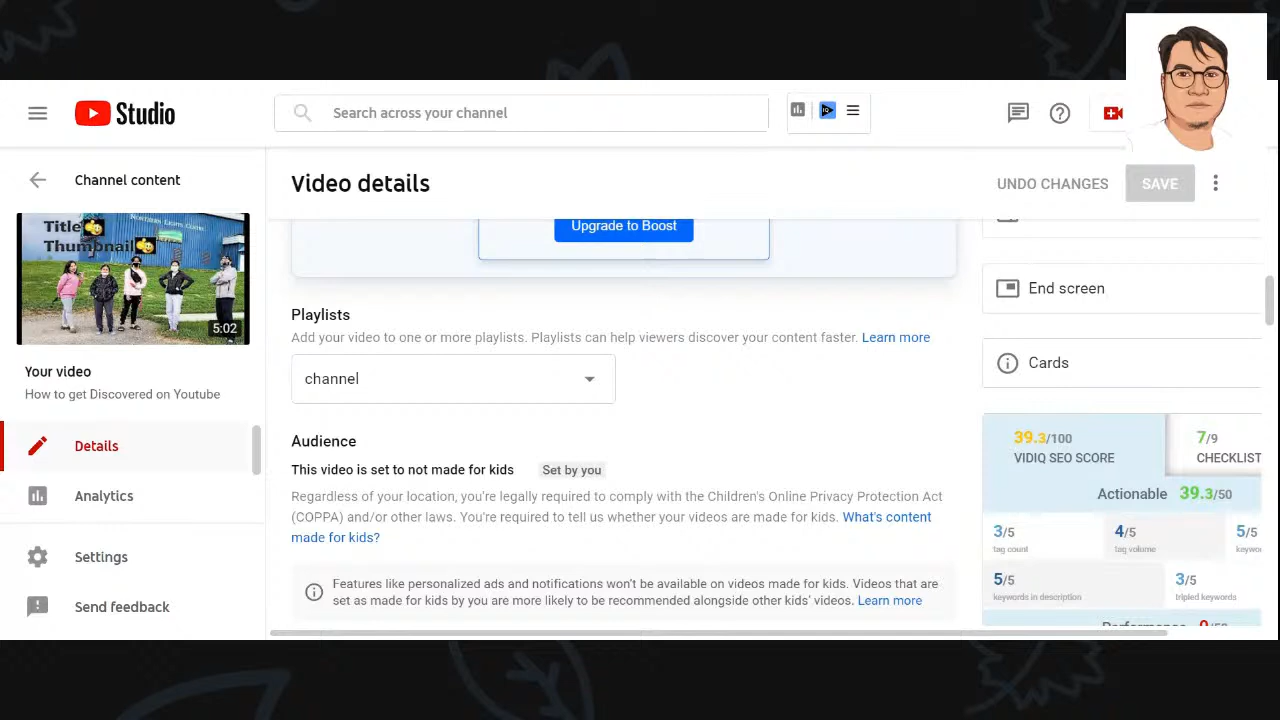 Studio
Search across your channel
Channel content
Video details
UNDO CHANGES
SAVE
Title
Thumbnail
5:02
Your video
How to get Discovered on Youtube
Details
Analytics
Settings
Send feedback
Upgrade to Boost
Playlists
Add your video to one or more playlists. Playlists can help viewers discover your content faster. Learn more
channel
Audience
This video is set to not made for kids
Set by you
Regardless of your location, you're legally required to comply with the Children's Online Privacy Protection Act
(COPPA) and/or other laws. You're required to tell us whether your videos are made for kids. What's content
made for kids?
Features like personalized ads and notifications won't be available on videos made for kids. Videos that are
set as made for kids by you are more likely to be recommended alongside other kids' videos. Learn more
End screen
Cards
39.3/100
VIDIQ SEO SCORE
7/9
CHECKLIST
Actionable 39.3/50
3/5
tag count
4/5
tag volume
5/5
5/5
keywords in description
3/5
tripled keywords